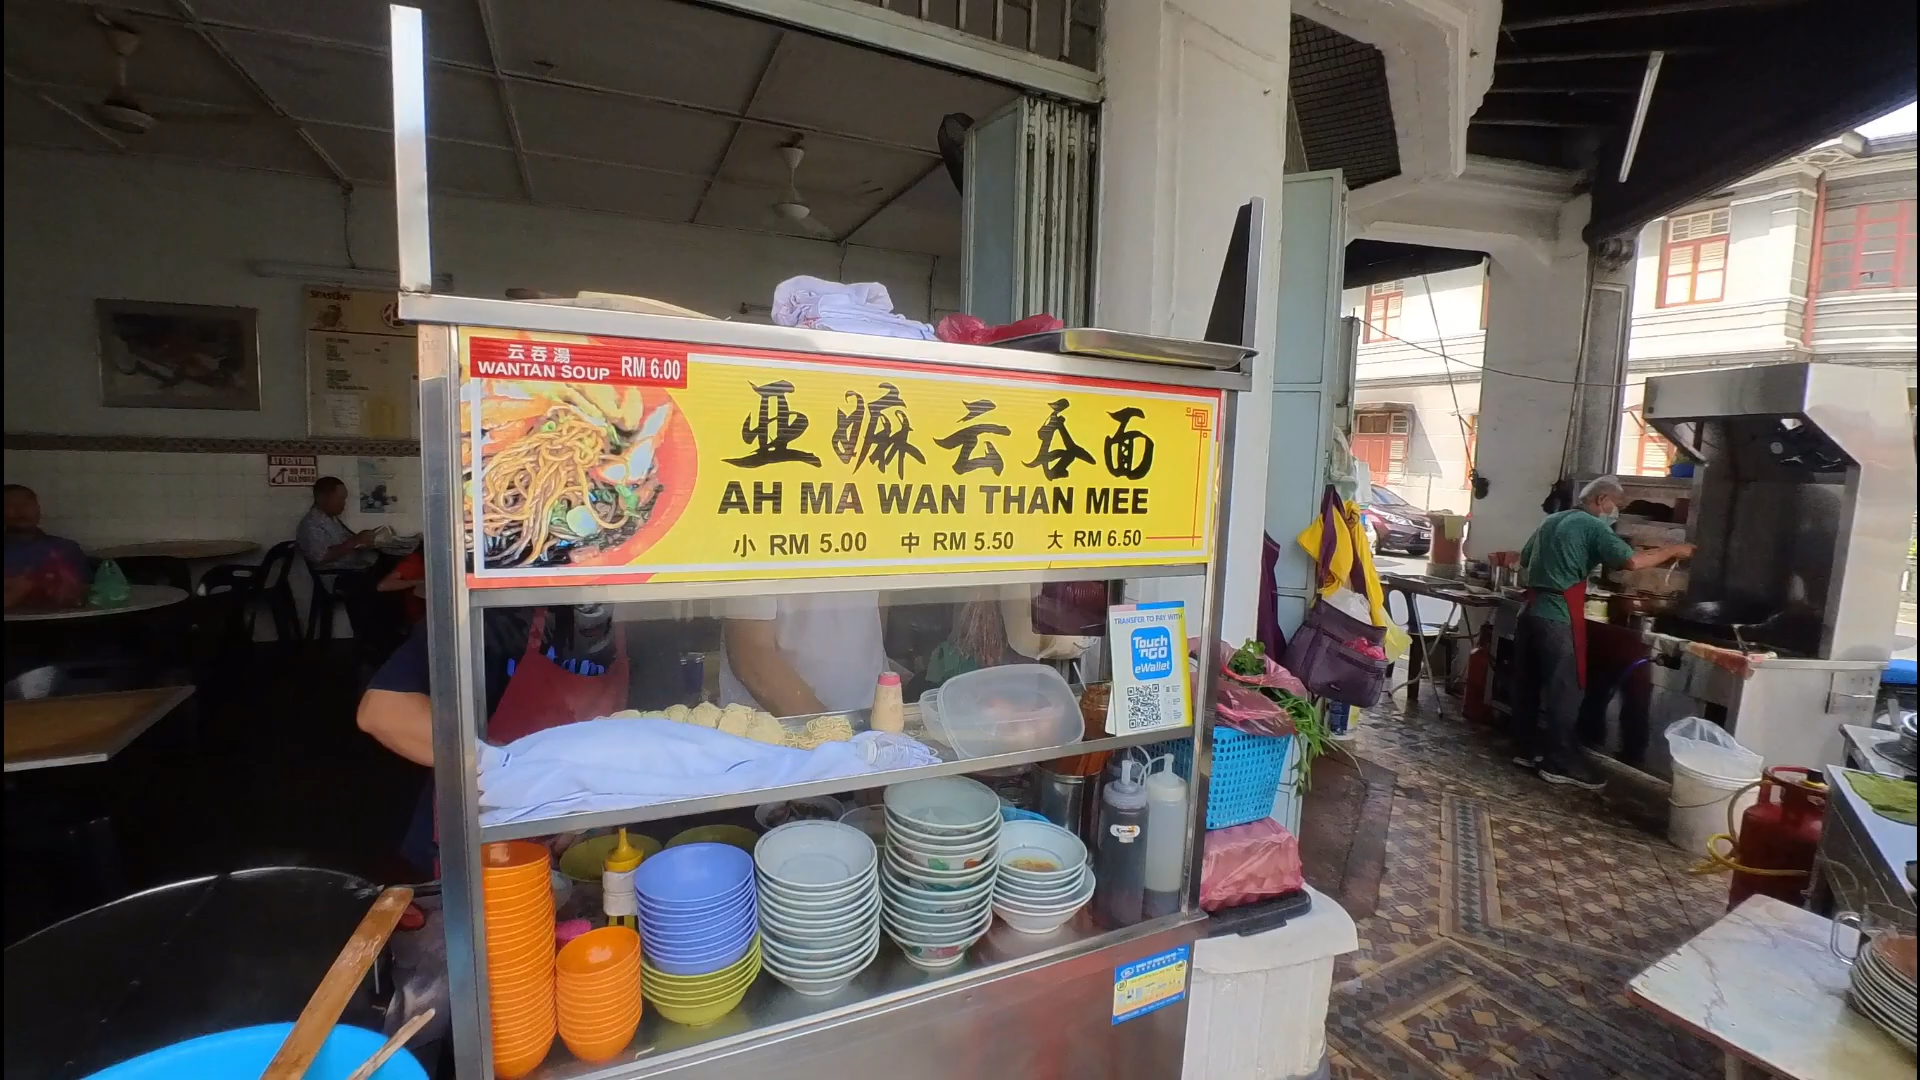 云吞湯
WANTAN SOUP RM 6.00
亚嫲云吞面
AH MA WAN THAN MEE
小 RM 5.00 中 RM 5.50 大 RM 6.50
TRANSFER TO PAY WITH
Touch
'n GO
eWallet